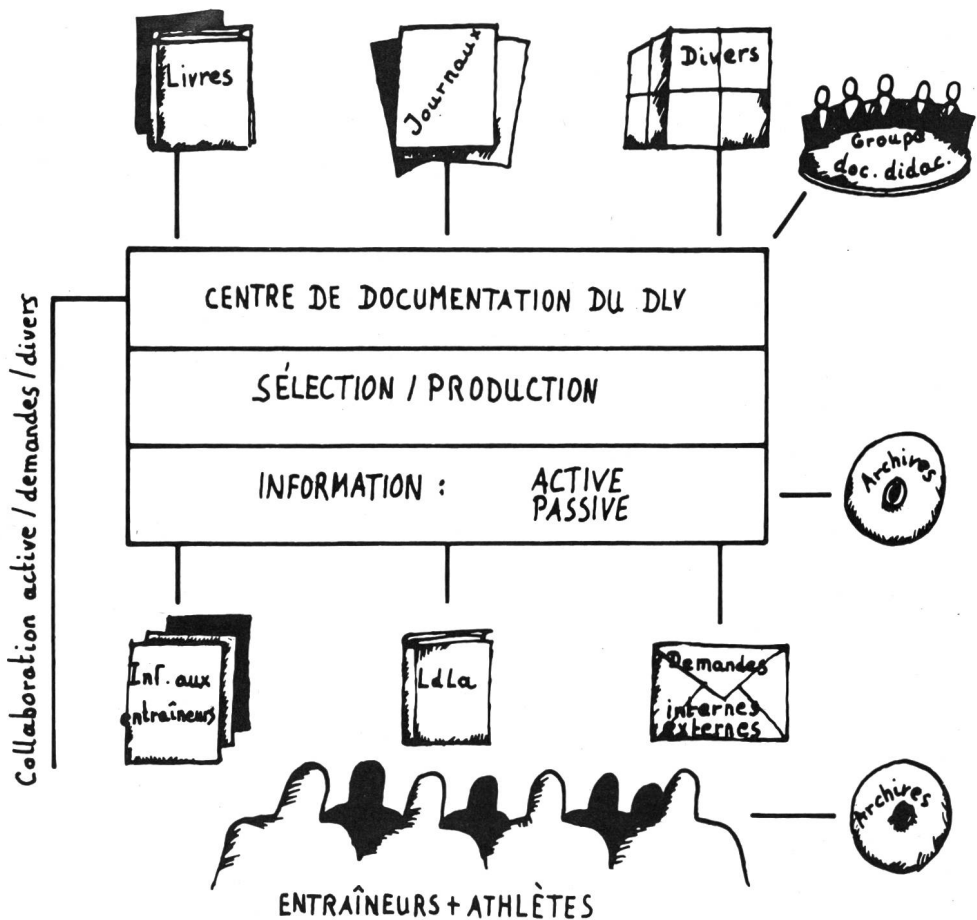 Livres
Journaux
Divers
Groupe
doc. didac.
CENTRE DE DOCUMENTATION DU DLV
SÉLECTION / PRODUCTION
INFORMATION : ACTIVE
PASSIVE
Archives
Collaboration active / demandes / divers
Inf. aux
entraîneurs
LdLa
Demandes
internes
externes
Archives
ENTRAÎNEURS + ATHLÈTES